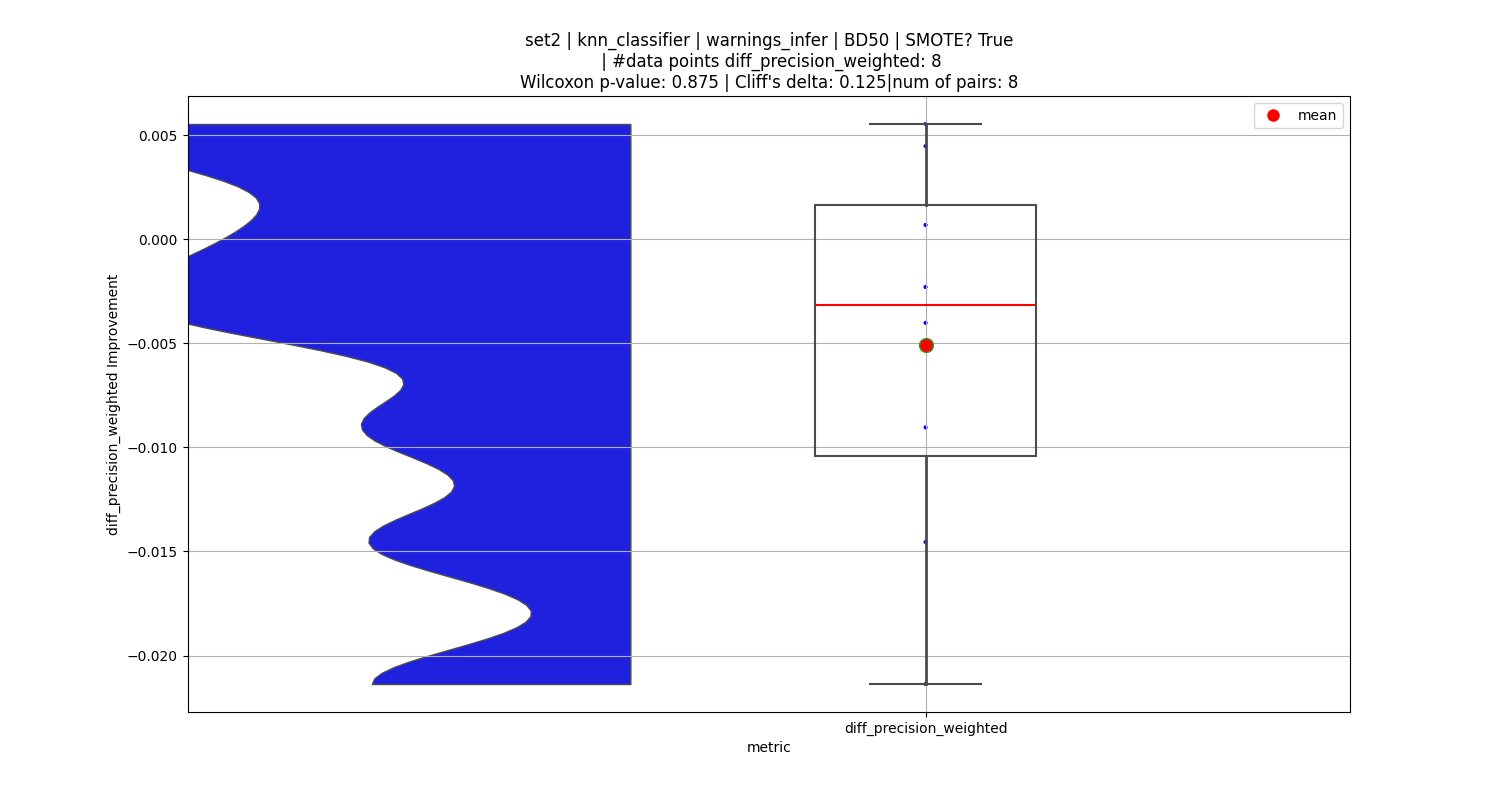 set2 | knn_classifier | warnings_infer | BD50 | SMOTE? True
| #data points diff_precision_weighted: 8
Wilcoxon p-value: 0.875 | Cliff's delta: 0.125|num of pairs: 8
mean
0.005
0.000
−0.005
−0.010
−0.015
−0.020
diff_precision_weighted Improvement
diff_precision_weighted
metric